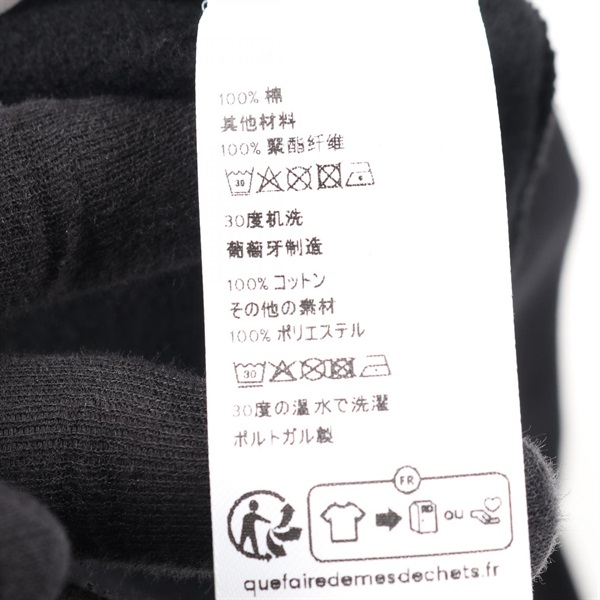 100% 棉
其他材料
100% 聚酯纤维
30
30度机洗
葡萄牙制造
100% コットン
その他の素材
100% ポリエステル
30
30度の温水で洗濯
ポルトガル製
FR
ou
quefairedemesdechets.fr